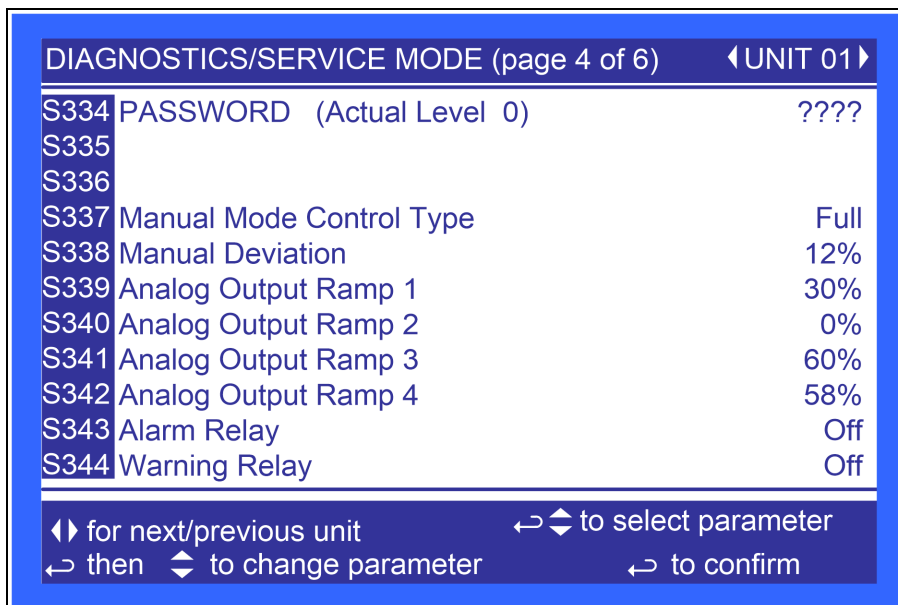 DIAGNOSTICS/SERVICE MODE (page 4 of 6) UNIT 01
S334 PASSWORD (Actual Level 0) ????
S335
S336
S337 Manual Mode Control Type Full
S338 Manual Deviation 12%
S339 Analog Output Ramp 1 30%
S340 Analog Output Ramp 2 0%
S341 Analog Output Ramp 3 60%
S342 Analog Output Ramp 4 58%
S343 Alarm Relay Off
S344 Warning Relay Off
for next/previous unit to select parameter
then to change parameter to confirm